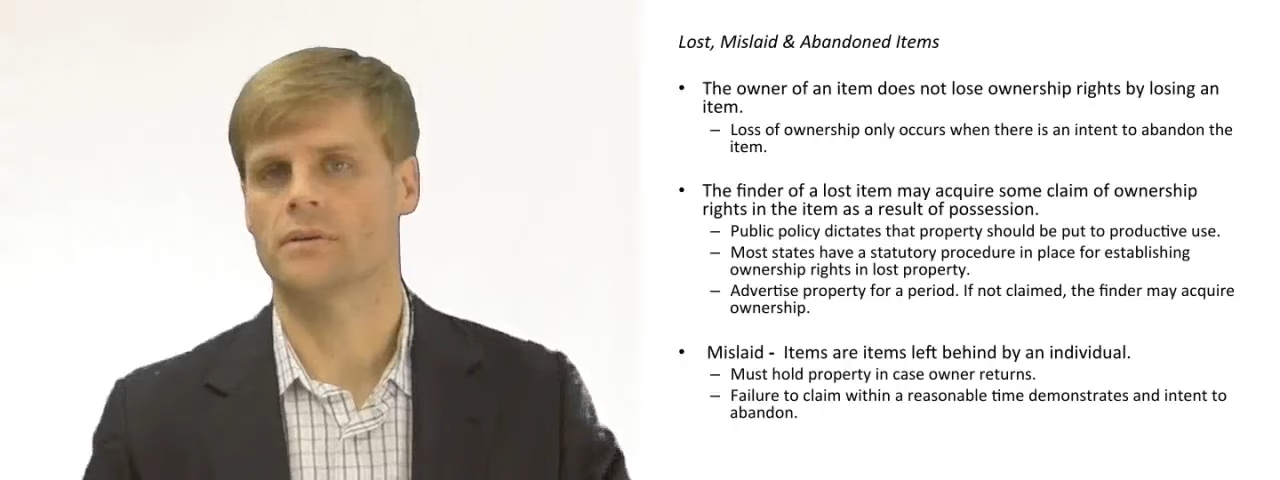 Lost, Mislaid & Abandoned Items
• The owner of an item does not lose ownership rights by losing an
item.
– Loss of ownership only occurs when there is an intent to abandon the
item.
• The finder of a lost item may acquire some claim of ownership
rights in the item as a result of possession.
– Public policy dictates that property should be put to productive use.
– Most states have a statutory procedure in place for establishing
ownership rights in lost property.
– Advertise property for a period. If not claimed, the finder may acquire
ownership.
• Mislaid - Items are items left behind by an individual.
– Must hold property in case owner returns.
– Failure to claim within a reasonable time demonstrates and intent to
abandon.